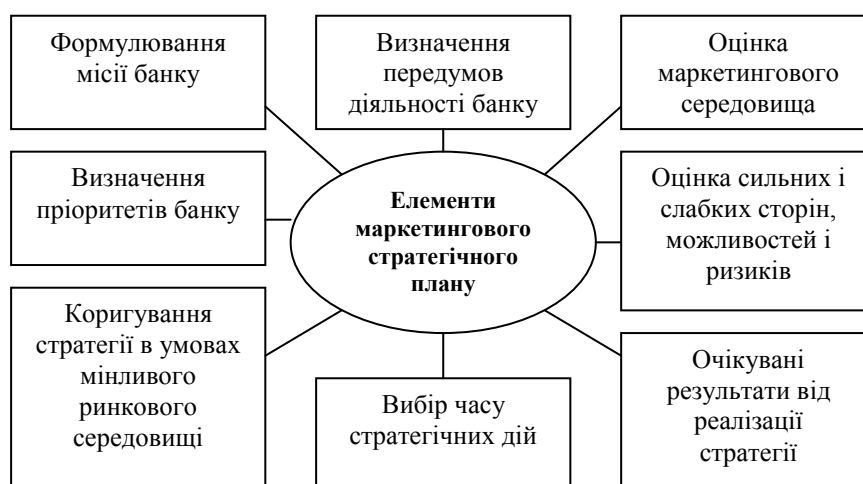 Формулювання
місії банку
Визначення
передумов
діяльності банку
Оцінка
маркетингового
середовища
Визначення
пріоритетів банку
Елементи
маркетингового
стратегічного
плану
Оцінка сильних і
слабких сторін,
можливостей і
ризиків
Коригування
стратегії в умовах
мінливого
ринкового
середовищі
Вибір часу
стратегічних дій
Очікувані
результати від
реалізації
стратегії